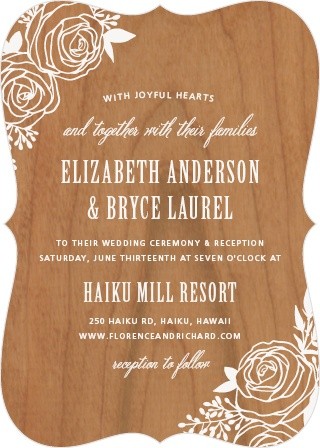 WITH JOYFUL HEARTS
and together with their families
ELIZABETH ANDERSON
& BRYCE LAUREL
TO THEIR WEDDING CEREMONY & RECEPTION
SATURDAY, JUNE THIRTEENTH AT SEVEN O'CLOCK AT
HAIKU MILL RESORT
250 HAIKU RD, HAIKU, HAWAII
WWW.FLORENCEANDRICHARD.COM
reception to follow